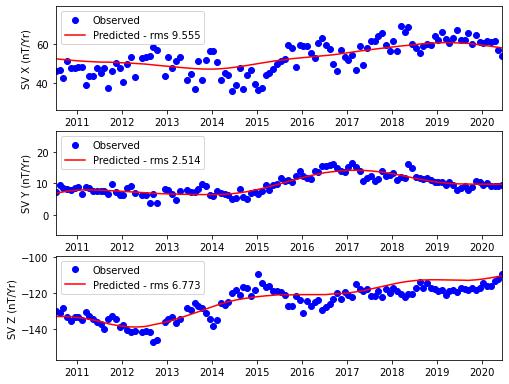 Observed
Predicted - rms 9.555
SV X (nT/Yr)
60
40
2011 2012 2013 2014 2015 2016 2017 2018 2019 2020
Observed
Predicted - rms 2.514
SV Y (nT/Yr)
20
10
0
2011 2012 2013 2014 2015 2016 2017 2018 2019 2020
−100
Observed
Predicted - rms 6.773
SV Z (nT/Yr)
−120
−140
2011 2012 2013 2014 2015 2016 2017 2018 2019 2020